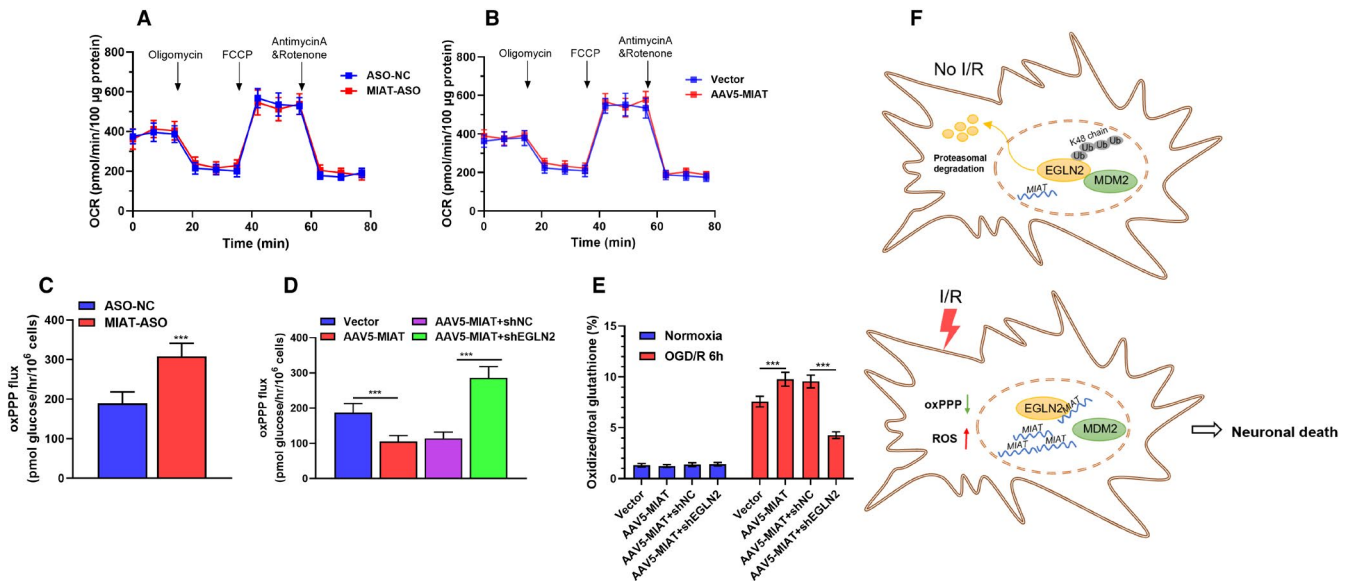 A
Oligomycin
FCCP
AntimycinA
&Rotenone
ASO-NC
MIAT-ASO
OCR (pmol/min/100 µg protein)
800
600
400
200
0
0 20 40 60 80
Time (min)
B
Oligomycin
FCCP
AntimycinA
&Rotenone
Vector
AAV5-MIAT
OCR (pmol/min/100 µg protein)
800
600
400
200
0
0 20 40 60 80
Time (min)
C
ASO-NC
MIAT-ASO
oxPPP flux
(pmol glucose/hr/10⁶ cells)
400
300
200
100
0
***
D
Vector
AAV5-MIAT
AAV5-MIAT+shNC
AAV5-MIAT+shEGLN2
oxPPP flux
(pmol glucose/hr/10⁶ cells)
400
300
200
100
0
***
***
E
Normoxia
OGD/R 6h
Oxidized/toal glutathione (%)
15
10
5
0
***
***
Vector
AAV5-MIAT
AAV5-MIAT+shNC
AAV5-MIAT+shEGLN2
Vector
AAV5-MIAT
AAV5-MIAT+shNC
AAV5-MIAT+shEGLN2
F
No I/R
Proteasomal
degradation
K48 chain
Ub Ub Ub
Ub
EGLN2
MDM2
MIAT
I/R
oxPPP
ROS
EGLN2
MIAT
MDM2
MIAT
MIAT
MIAT
Neuronal death